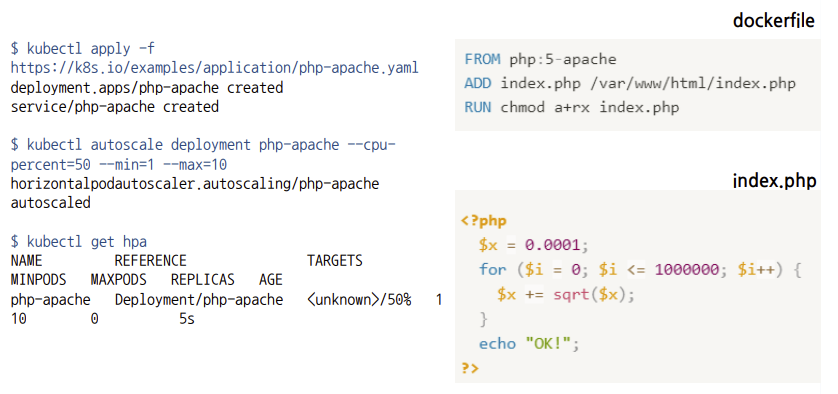 $ kubectl apply -f
https://k8s.io/examples/application/php-apache.yaml
deployment.apps/php-apache created
service/php-apache created
$ kubectl autoscale deployment php-apache --cpu-
percent=50 --min=1 --max=10
horizontalpodautoscaler.autoscaling/php-apache
autoscaled
$ kubectl get hpa
NAME REFERENCE TARGETS
MINPODS MAXPODS REPLICAS AGE
php-apache Deployment/php-apache <unknown>/50% 1
10 0 5s
dockerfile
FROM php:5-apache
ADD index.php /var/www/html/index.php
RUN chmod a+rx index.php
index.php
<?php
$x = 0.0001;
for ($i = 0; $i <= 1000000; $i++) {
$x += sqrt($x);
}
echo "OK!";
?>